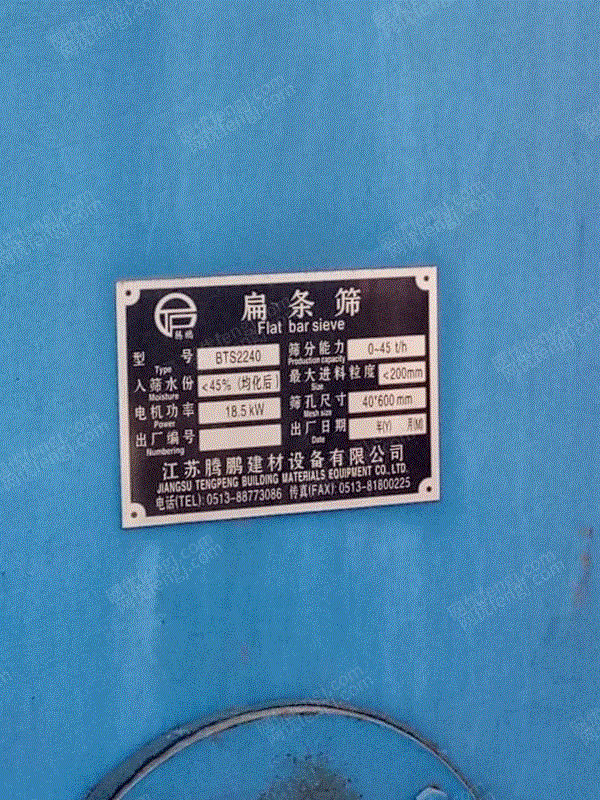 腾鹏
扁条筛
Flat bar sieve
型号 BTS2240 筛分能力 0~45 t/h
Type Production capacity
入筛水份 <45% (均化后) 最大进料粒度 <200mm
Moisture Size
电机功率 18.5kW 筛孔尺寸 40*600 mm
Power Mesh size
出厂编号 出厂日期 年(Y) 月(M)
Numbering Date
江苏腾鹏建材设备有限公司
JIANGSU TENGPENG BUILDING MATERIALS EQUIPMENT CO.,LTD.
电话(TEL): 0513-88773086 传真(FAX): 0513-81800225